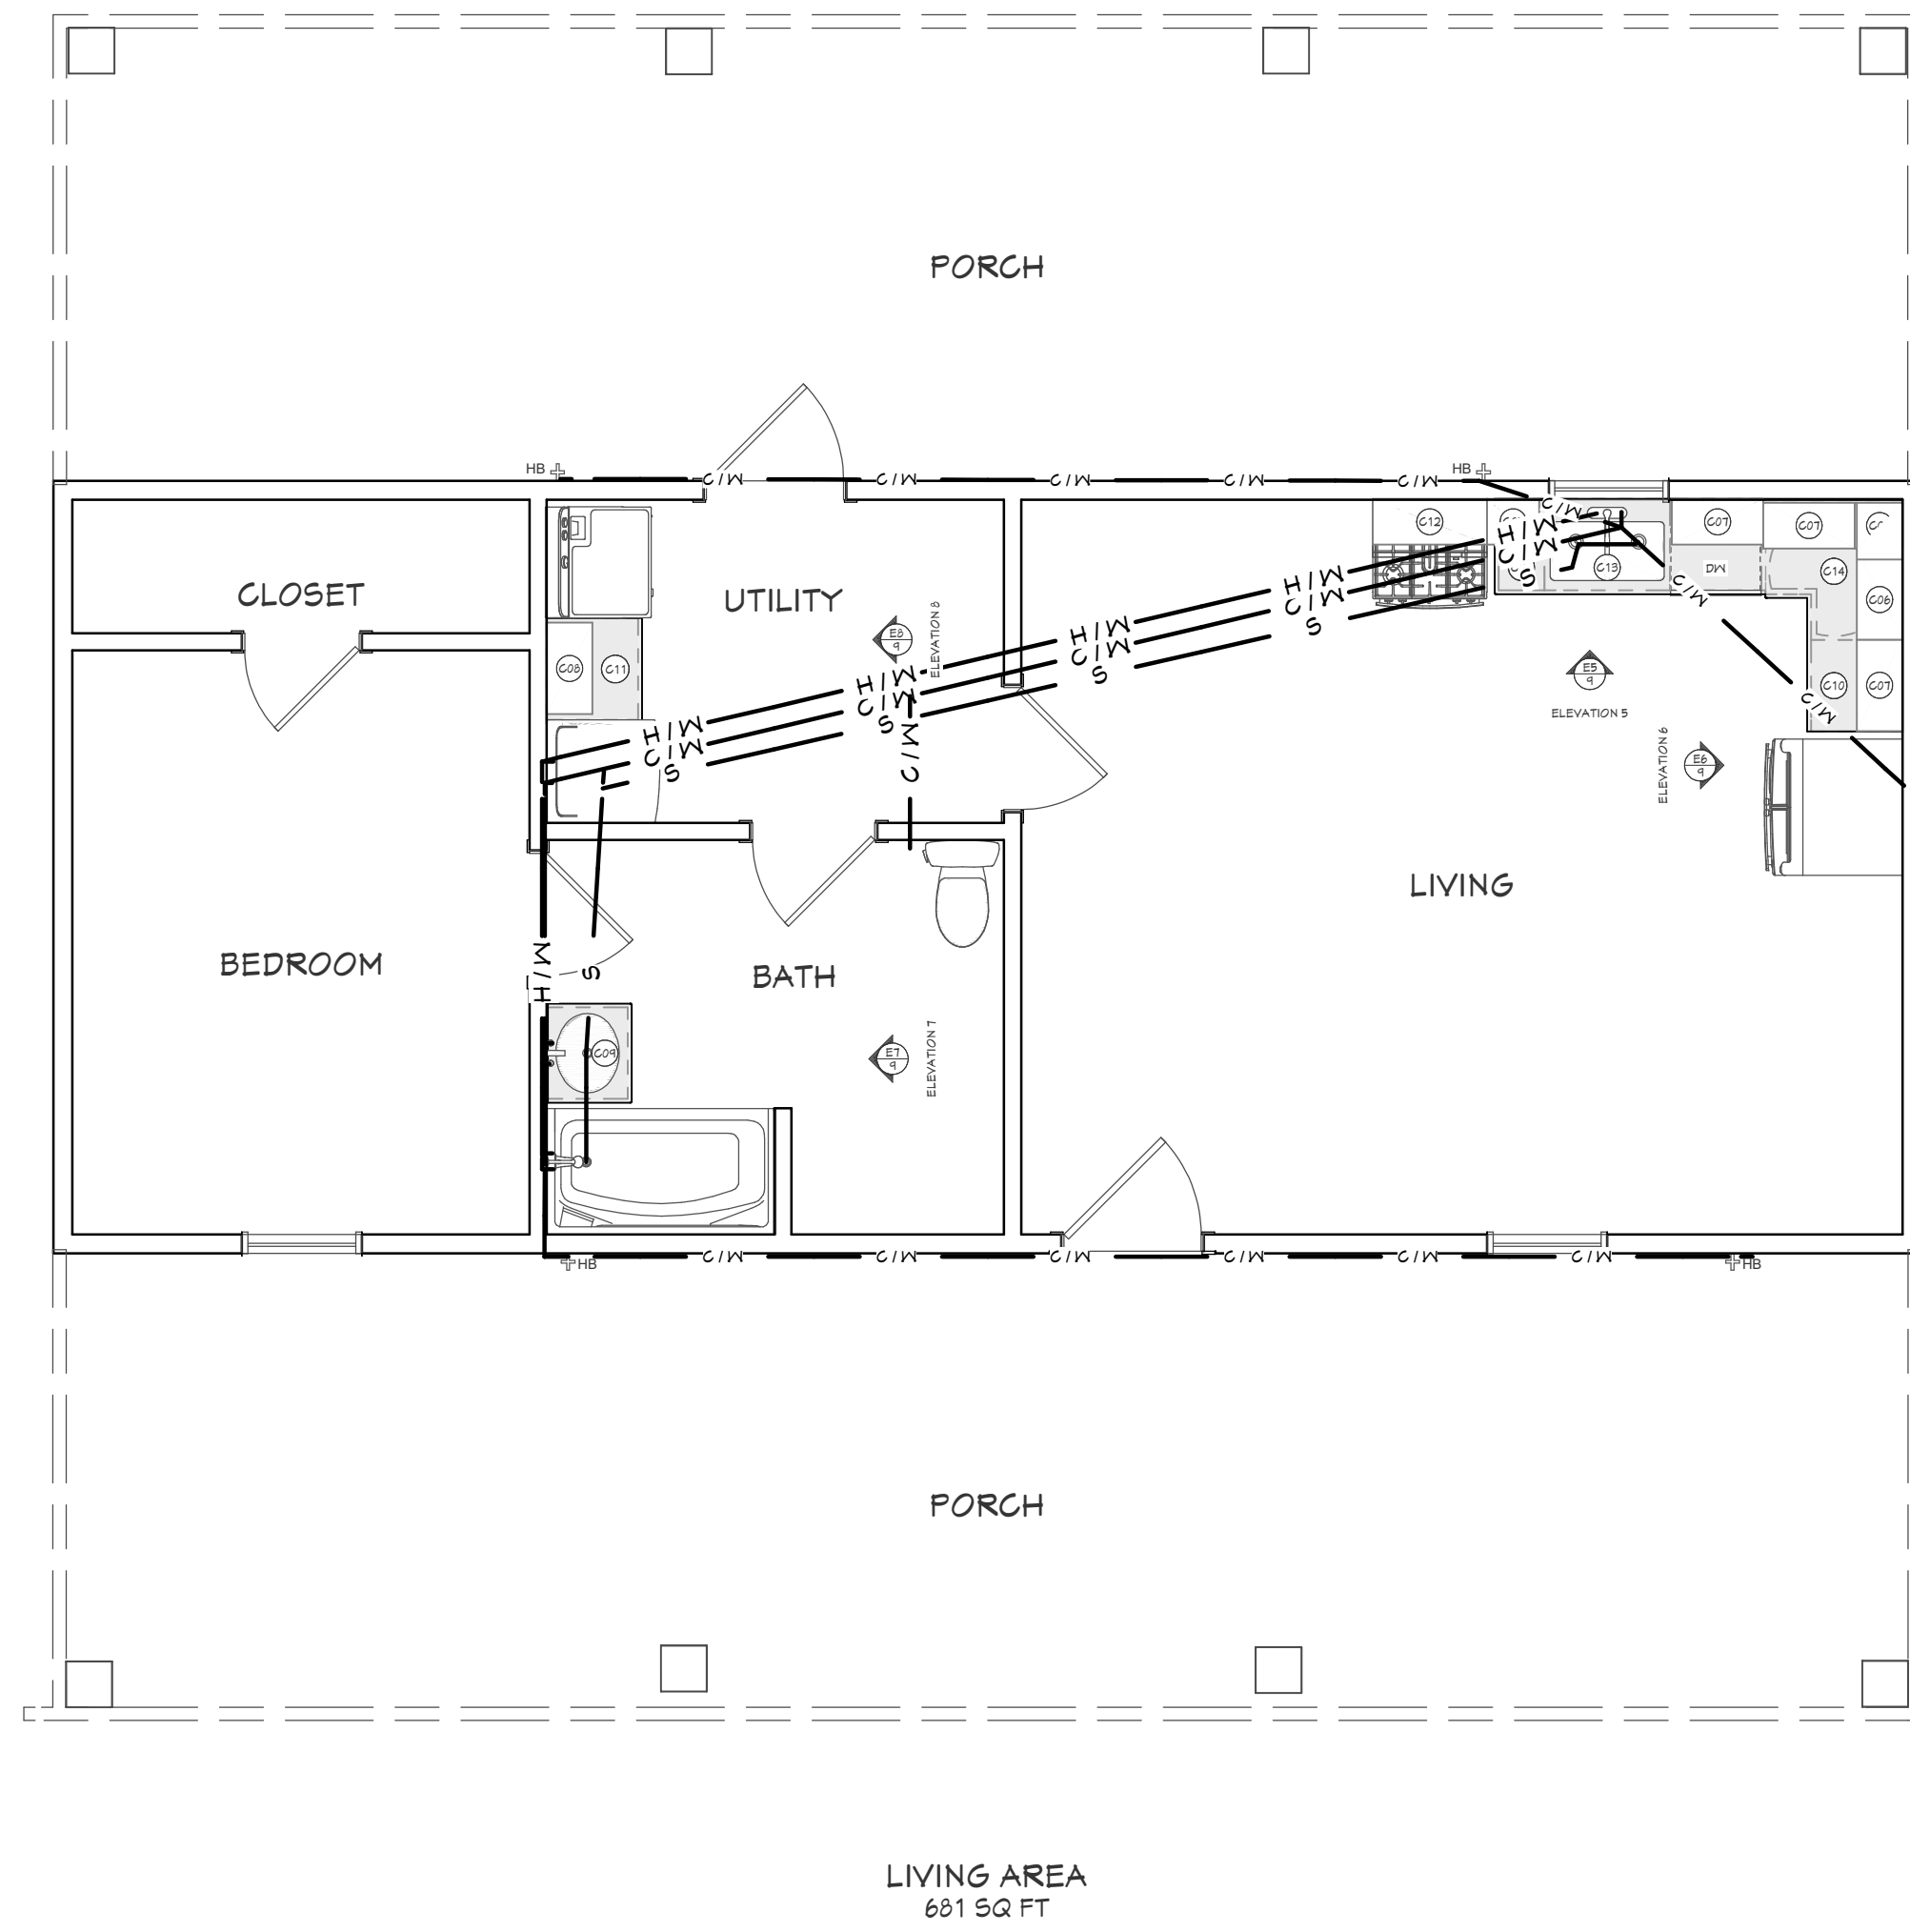 PORCH
HB
C/W
C/W
C/W
C/W
C/W
HB
C/W
C12
H/W
C/W
S
C13
C07
C07
DW
C14
C06
CLOSET
UTILITY
E8
9
ELEVATION 8
H/W
C/W
S
H/W
C/W
S
H/W
C/W
S
H/W
C/W
S
C/W
C08
C11
E5
9
ELEVATION 5
C10
C07
C/W
C/W
ELEVATION 6
E6
9
LIVING
BEDROOM
H/W
S
BATH
C09
E7
9
ELEVATION 7
HB
C/W
C/W
C/W
C/W
C/W
C/W
HB
PORCH
LIVING AREA
681 SQ FT